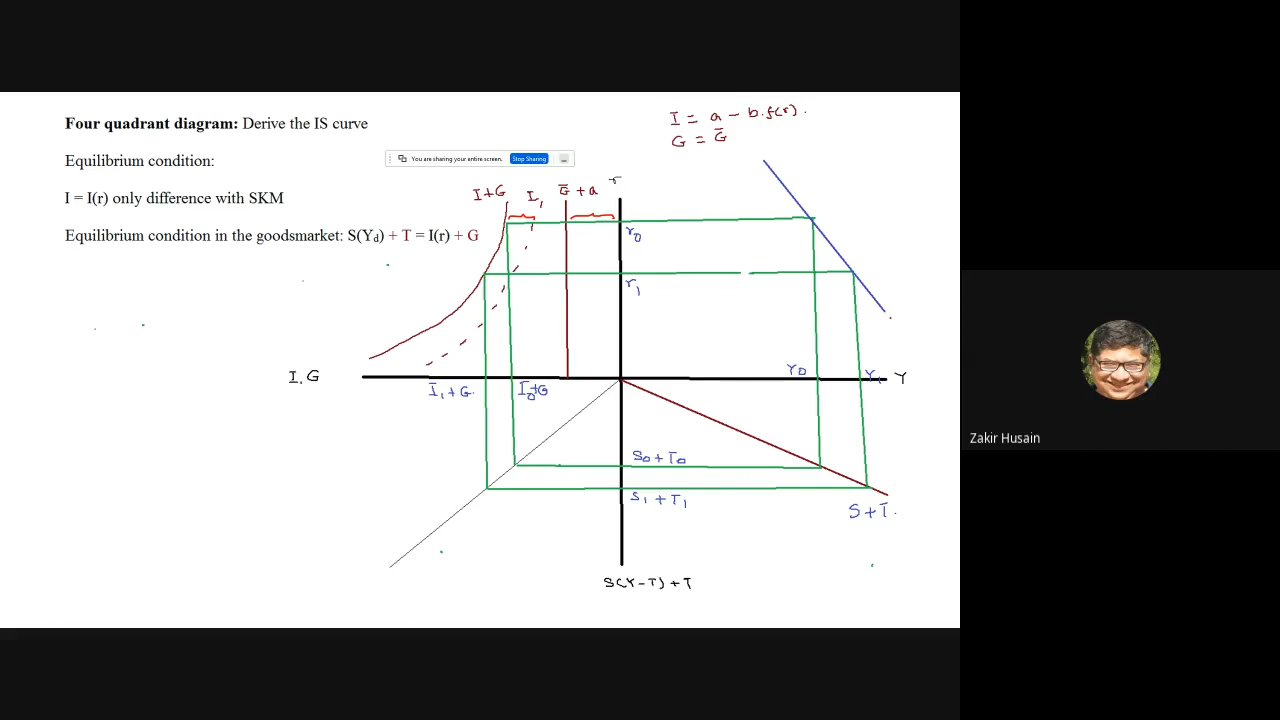 Four quadrant diagram: Derive the IS curve
Equilibrium condition:
I = I(r) only difference with SKM
Equilibrium condition in the goodsmarket: S(Yd) + T = I(r) + G
You are sharing your entire screen. Stop Sharing
I = a - b.f(r).
G = G̅
I+G I₁ G̅ + a r
r₀
r₁
I, G Y₀ Y₁ Y
I₁ + G. I₀+G
S₀ + T₀
S₁ + T₁
S + T.
S(Y-T) + T
Zakir Husain